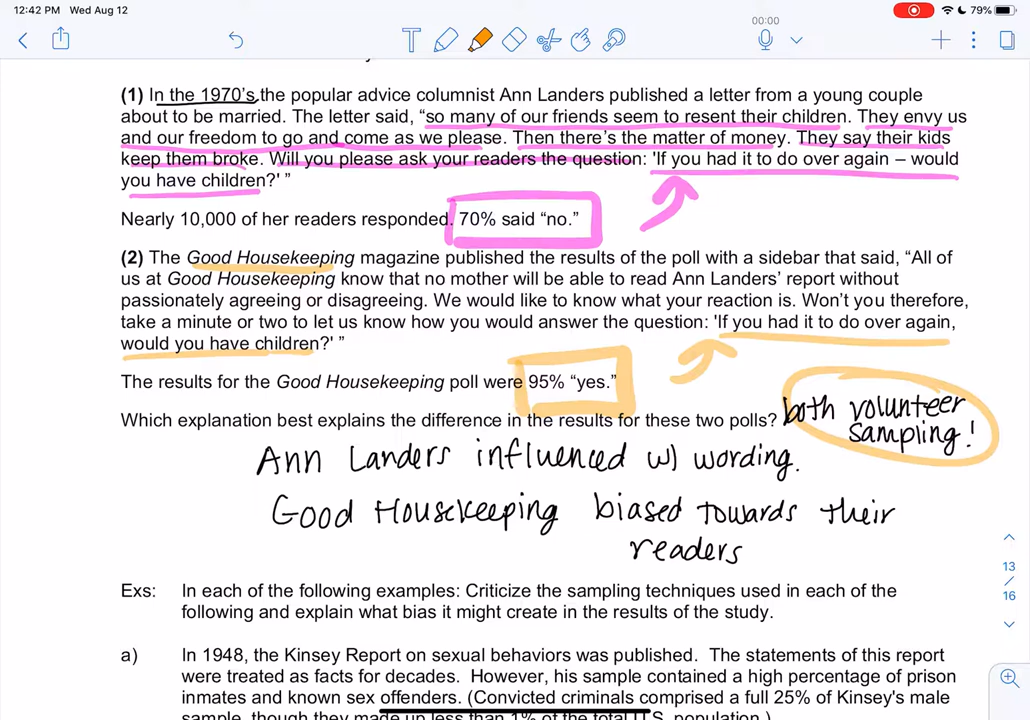 12:42 PM Wed Aug 12
79%
00:00
T
(1) In the 1970's the popular advice columnist Ann Landers published a letter from a young couple
about to be married. The letter said, “so many of our friends seem to resent their children. They envy us
and our freedom to go and come as we please. Then there's the matter of money. They say their kids
keep them broke. Will you please ask your readers the question: 'If you had it to do over again – would
you have children?' ”
Nearly 10,000 of her readers responded. 70% said “no.”
(2) The Good Housekeeping magazine published the results of the poll with a sidebar that said, “All of
us at Good Housekeeping know that no mother will be able to read Ann Landers' report without
passionately agreeing or disagreeing. We would like to know what your reaction is. Won't you therefore,
take a minute or two to let us know how you would answer the question: 'If you had it to do over again,
would you have children?' ”
The results for the Good Housekeeping poll were 95% “yes.”
Which explanation best explains the difference in the results for these two polls?
both volunteer
sampling!
Ann Landers influenced w) wording.
Good Housekeeping biased towards their
readers
13
/
16
Exs: In each of the following examples: Criticize the sampling techniques used in each of the
following and explain what bias it might create in the results of the study.
a) In 1948, the Kinsey Report on sexual behaviors was published. The statements of this report
were treated as facts for decades. However, his sample contained a high percentage of prison
inmates and known sex offenders. (Convicted criminals comprised a full 25% of Kinsey's male
sample, though they made up less than 1% of the total U.S. population.)